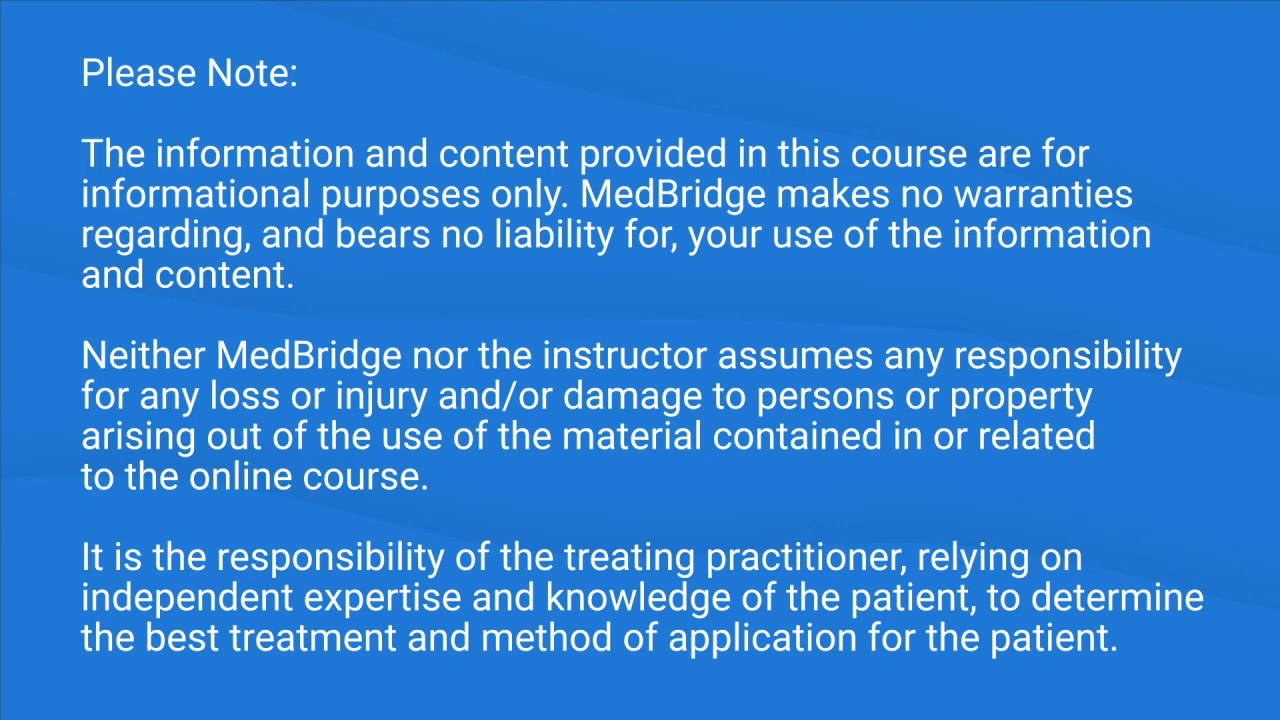 Please Note:
The information and content provided in this course are for
informational purposes only. MedBridge makes no warranties
regarding, and bears no liability for, your use of the information
and content.
Neither MedBridge nor the instructor assumes any responsibility
for any loss or injury and/or damage to persons or property
arising out of the use of the material contained in or related
to the online course.
It is the responsibility of the treating practitioner, relying on
independent expertise and knowledge of the patient, to determine
the best treatment and method of application for the patient.